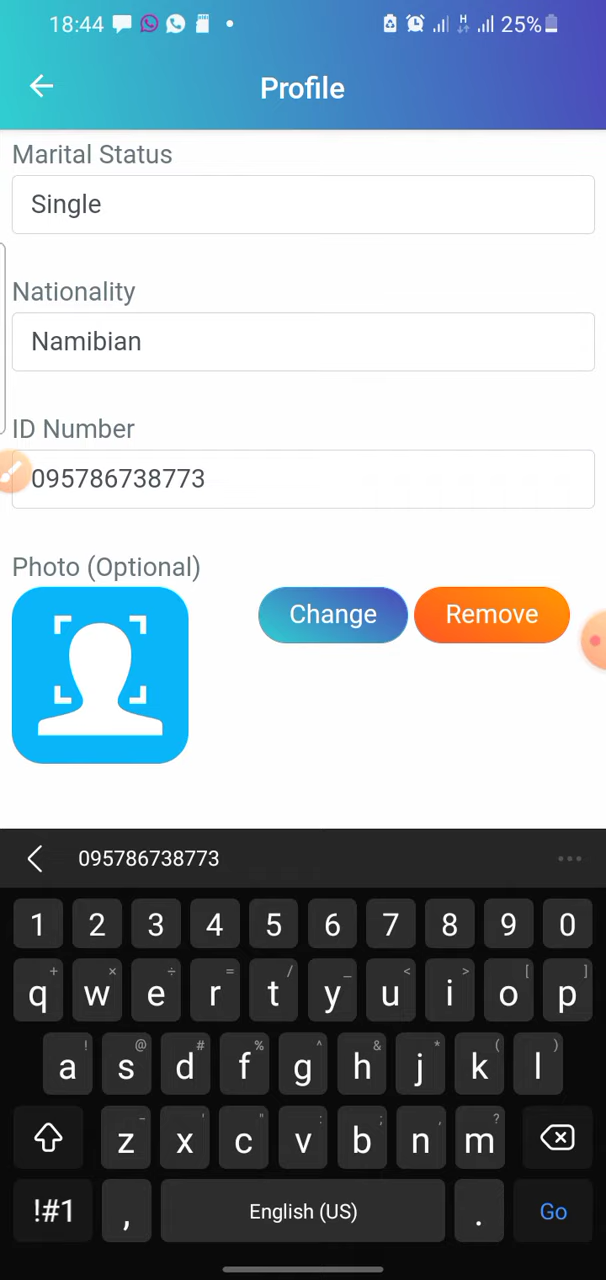 18:44 H 25%
Profile
Marital Status
Single
Nationality
Namibian
ID Number
095786738773
Photo (Optional)
Change Remove
095786738773 ...
1 2 3 4 5 6 7 8 9 0
+ × ÷ = / _ < > [ ]
q w e r t y u i o p
! @ # % ^ & * ( )
a s d f g h j k l
- ' " : ; , ?
z x c v b n m
!#1 , English (US) . Go